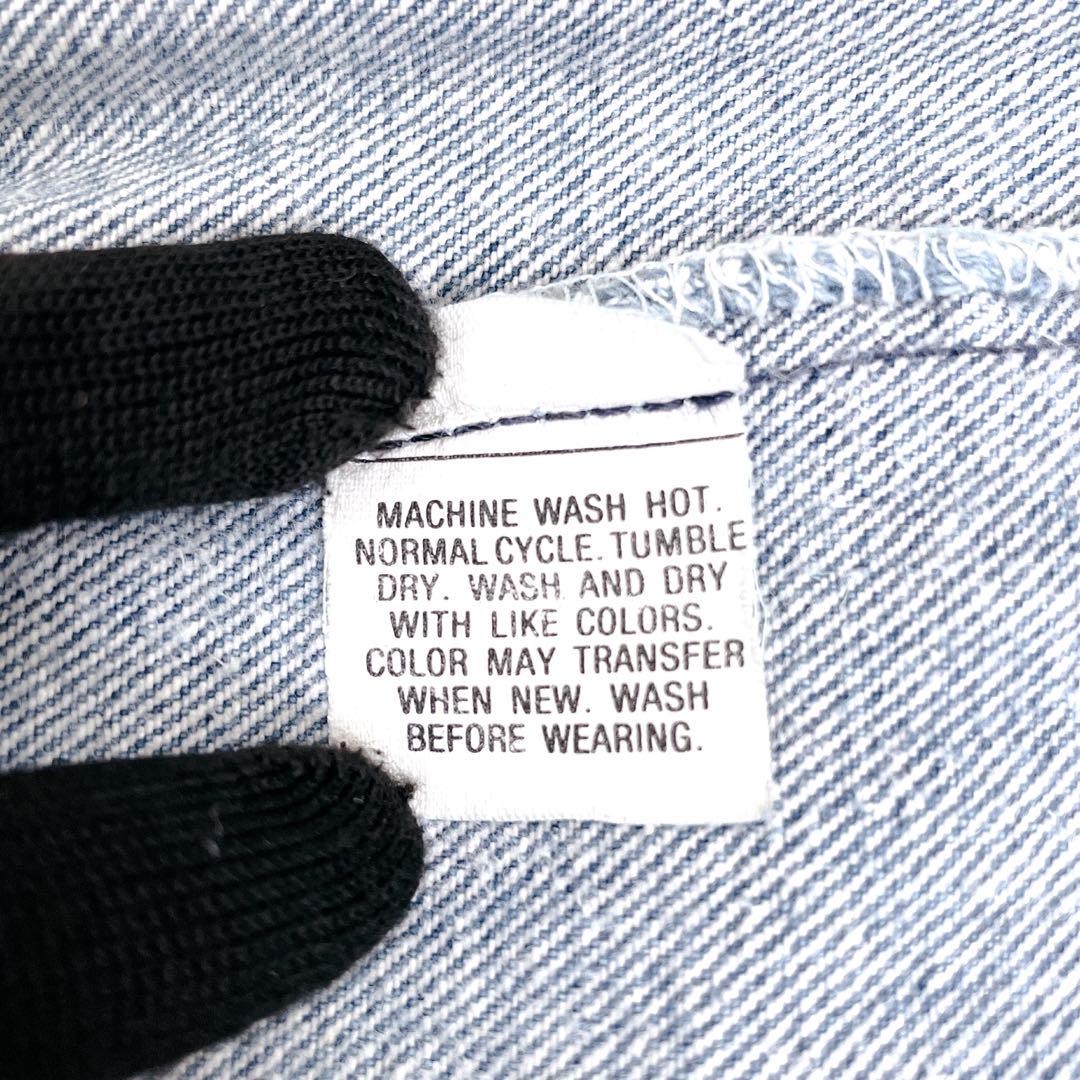 MACHINE WASH HOT.
NORMAL CYCLE. TUMBLE
DRY. WASH AND DRY
WITH LIKE COLORS.
COLOR MAY TRANSFER
WHEN NEW. WASH
BEFORE WEARING.